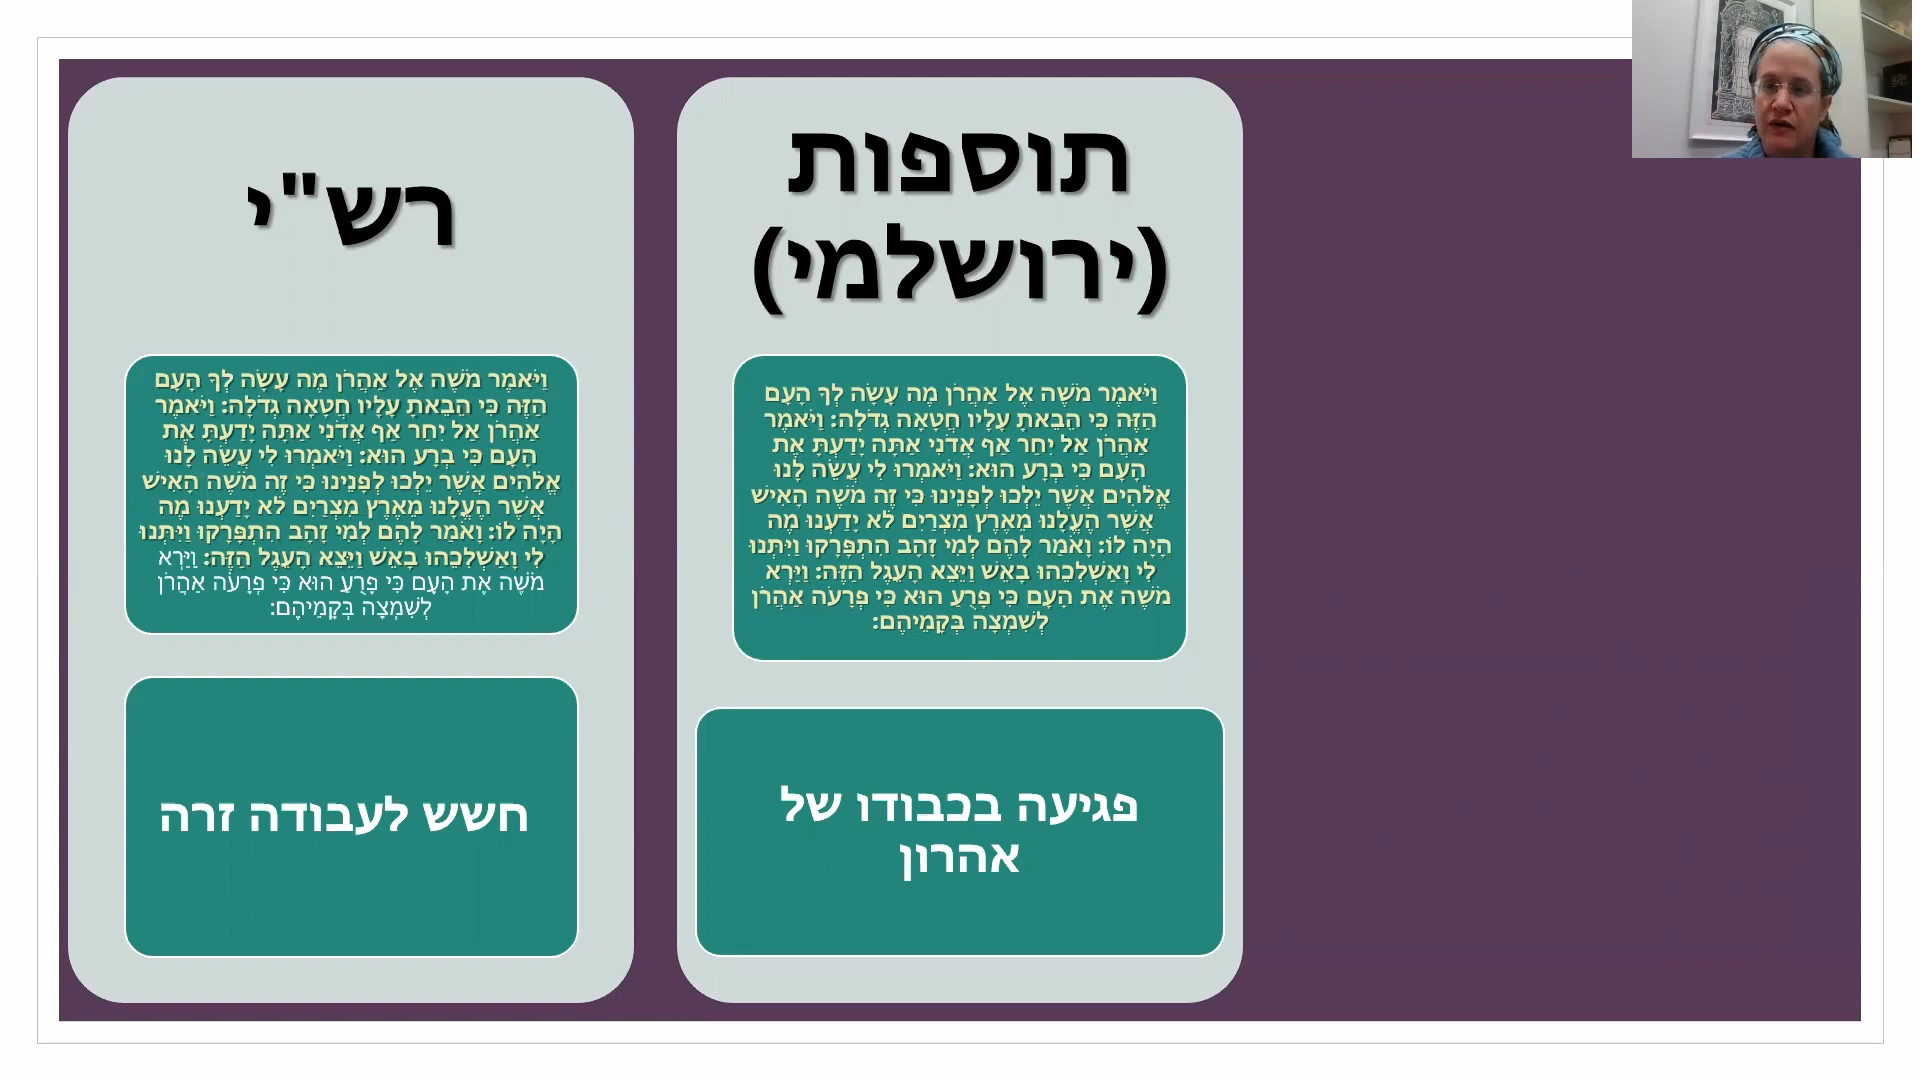 תוספות
(ירושלמי)
וַיֹּאמֶר מֹשֶׁה אֶל אַהֲרֹן מֶה עָשָׂה לְךָ הָעָם
הַזֶּה כִּי הֵבֵאתָ עָלָיו חֲטָאָה גְדֹלָה: וַיֹּאמֶר
אַהֲרֹן אַל יִחַר אַף אֲדֹנִי אַתָּה יָדַעְתָּ אֶת
הָעָם כִּי בְרָע הוּא: וַיֹּאמְרוּ לִי עֲשֵׂה לָנוּ
אֱלֹהִים אֲשֶׁר יֵלְכוּ לְפָנֵינוּ כִּי זֶה מֹשֶׁה הָאִישׁ
אֲשֶׁר הֶעֱלָנוּ מֵאֶרֶץ מִצְרַיִם לֹא יָדַעְנוּ מֶה
הָיָה לוֹ: וָאֹמַר לָהֶם לְמִי זָהָב הִתְפָּרָקוּ וַיִּתְּנוּ
לִי וָאַשְׁלִכֵהוּ בָאֵשׁ וַיֵּצֵא הָעֵגֶל הַזֶּה: וַיַּרְא
מֹשֶׁה אֶת הָעָם כִּי פָרֻעַ הוּא כִּי פְרָעֹה אַהֲרֹן
לְשִׁמְצָה בְּקָמֵיהֶם:
פגיעה בכבודו של
אהרון
רש"י
וַיֹּאמֶר מֹשֶׁה אֶל אַהֲרֹן מֶה עָשָׂה לְךָ הָעָם
הַזֶּה כִּי הֵבֵאתָ עָלָיו חֲטָאָה גְדֹלָה: וַיֹּאמֶר
אַהֲרֹן אַל יִחַר אַף אֲדֹנִי אַתָּה יָדַעְתָּ אֶת
הָעָם כִּי בְרָע הוּא: וַיֹּאמְרוּ לִי עֲשֵׂה לָנוּ
אֱלֹהִים אֲשֶׁר יֵלְכוּ לְפָנֵינוּ כִּי זֶה מֹשֶׁה הָאִישׁ
אֲשֶׁר הֶעֱלָנוּ מֵאֶרֶץ מִצְרַיִם לֹא יָדַעְנוּ מֶה
הָיָה לוֹ: וָאֹמַר לָהֶם לְמִי זָהָב הִתְפָּרָקוּ וַיִּתְּנוּ
לִי וָאַשְׁלִכֵהוּ בָאֵשׁ וַיֵּצֵא הָעֵגֶל הַזֶּה: וַיַּרְא
מֹשֶׁה אֶת הָעָם כִּי פָרֻעַ הוּא כִּי פְרָעֹה אַהֲרֹן
לְשִׁמְצָה בְּקָמֵיהֶם:
חשש לעבודה זרה